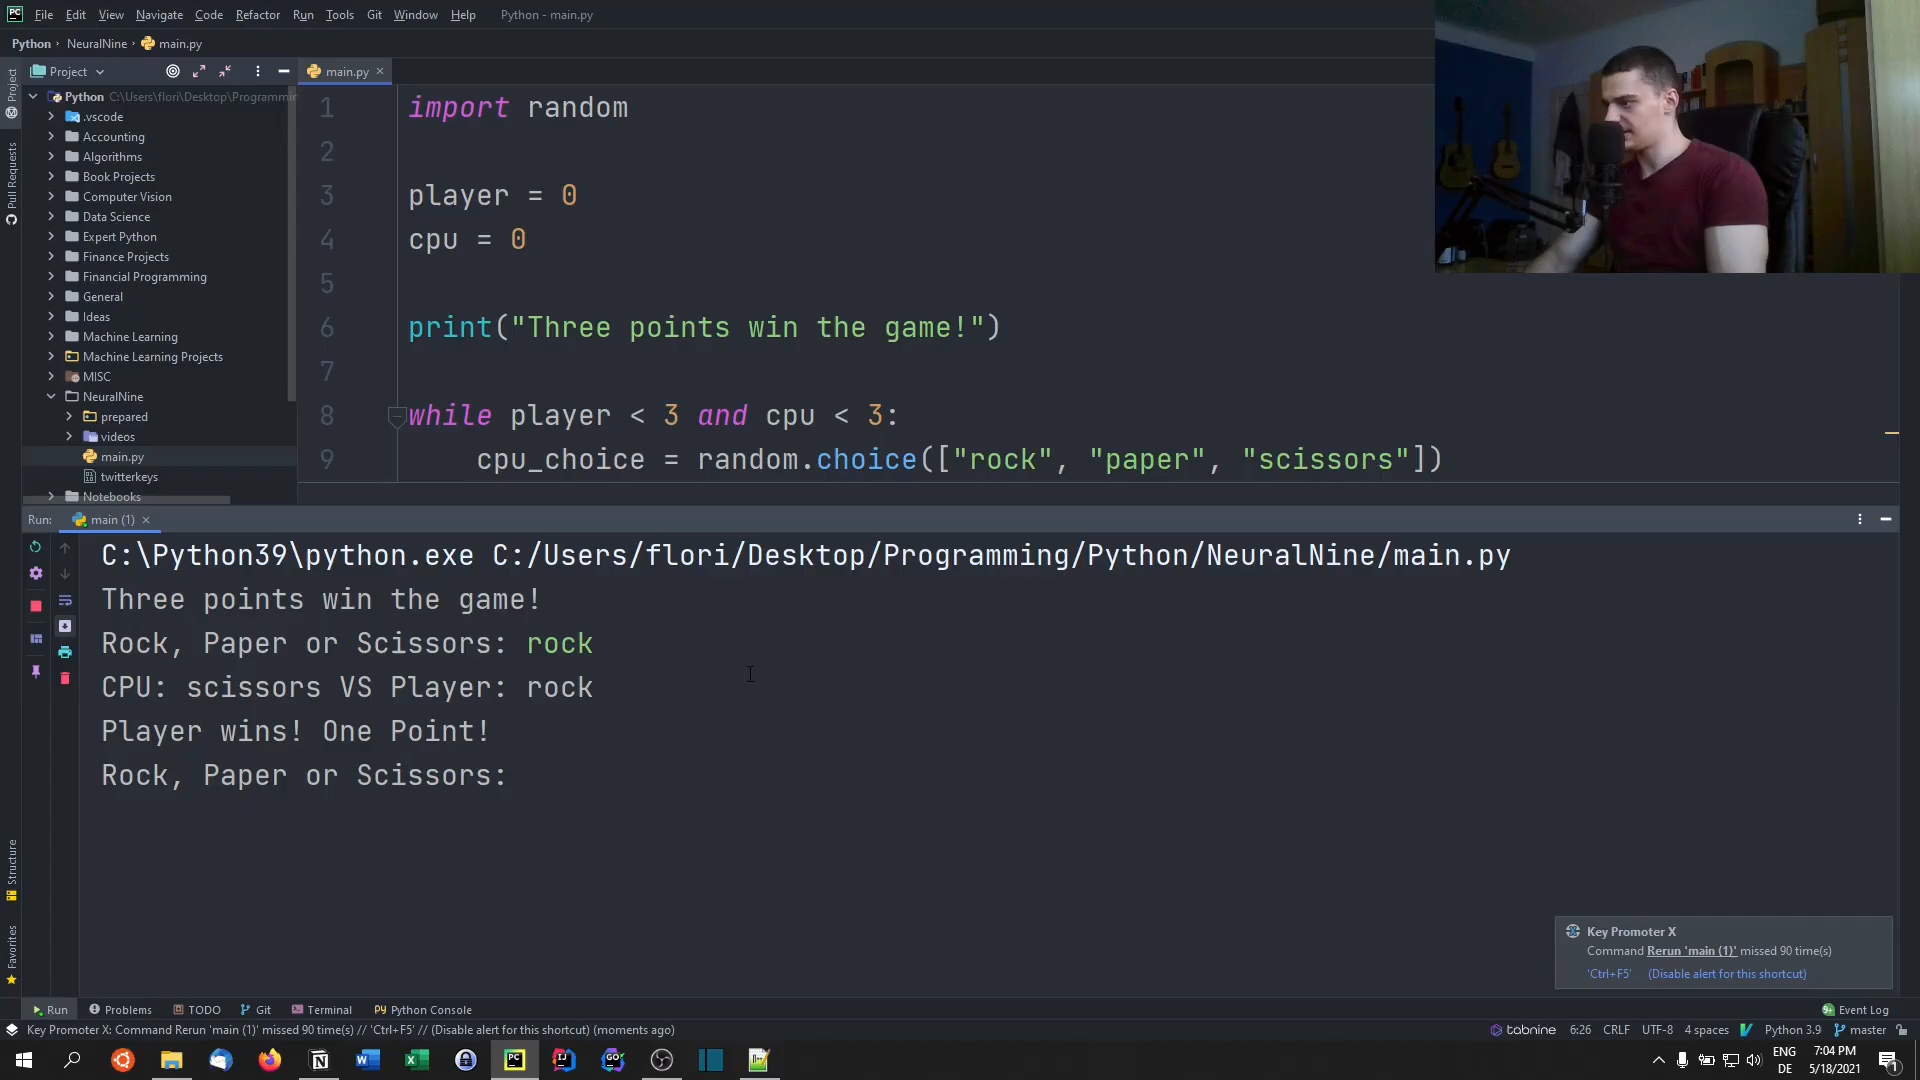 File Edit View Navigate Code Refactor Run Tools Git Window Help Python - main.py
Python NeuralNine main.py
Project
main.py
Project
Pull Requests
Structure
Favorites
Python C:\Users\flori\Desktop\Programmin
.vscode
Accounting
Algorithms
Book Projects
Computer Vision
Data Science
Expert Python
Finance Projects
Financial Programming
General
Ideas
Machine Learning
Machine Learning Projects
MISC
NeuralNine
prepared
videos
main.py
twitterkeys
Notebooks
1 import random
2
3 player = 0
4 cpu = 0
5
6 print("Three points win the game!")
7
8 while player < 3 and cpu < 3:
9 cpu_choice = random.choice(["rock", "paper", "scissors"])
Run: main (1)
C:\Python39\python.exe C:/Users/flori/Desktop/Programming/Python/NeuralNine/main.py
Three points win the game!
Rock, Paper or Scissors: rock
CPU: scissors VS Player: rock
Player wins! One Point!
Rock, Paper or Scissors:
Key Promoter X
Command Rerun 'main (1)' missed 90 time(s)
'Ctrl+F5' (Disable alert for this shortcut)
Run Problems TODO Git Terminal Python Console Event Log
Key Promoter X: Command Rerun 'main (1)' missed 90 time(s) // 'Ctrl+F5' // (Disable alert for this shortcut) (moments ago) tabnine 6:26 CRLF UTF-8 4 spaces Python 3.9 master
ENG 7:04 PM
DE 5/18/2021